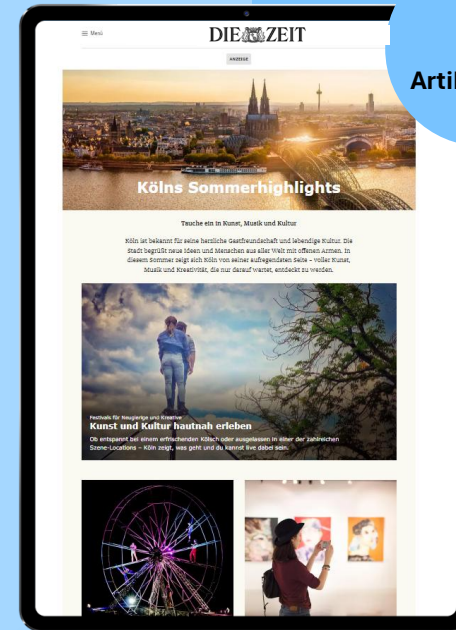 Menü
DIE ZEIT
ANZEIGE
Artik
Kölns Sommerhighlights
Tauche ein in Kunst, Musik und Kultur
Köln ist bekannt für seine herzliche Gastfreundschaft und lebendige Kultur. Die
Stadt begrüßt neue Ideen und Menschen aus aller Welt mit offenen Armen. In
diesem Sommer zeigt sich Köln von seiner aufregendsten Seite – voller Kunst,
Musik und Kreativität, die nur darauf wartet, entdeckt zu werden.
Festivals für Neugierige und Kreative
Kunst und Kultur hautnah erleben
Ob entspannt bei einem erfrischenden Kölsch oder ausgelassen in einer der zahlreichen
Szene-Locations – Köln zeigt, was geht und du kannst live dabei sein.